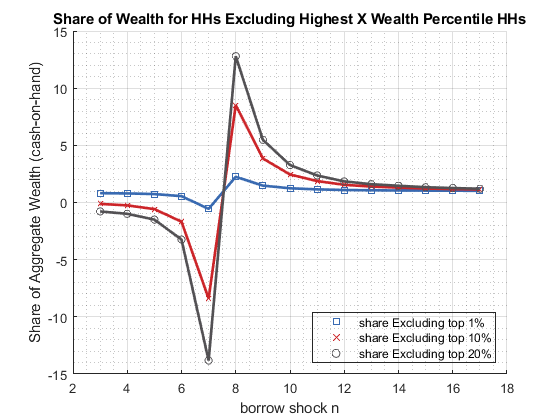 Share of Wealth for HHs Excluding Highest X Wealth Percentile HHs
Share of Aggregate Wealth (cash-on-hand)
15
10
5
0
-5
-10
-15
2 4 6 8 10 12 14 16 18
borrow shock n
share Excluding top 1%
share Excluding top 10%
share Excluding top 20%